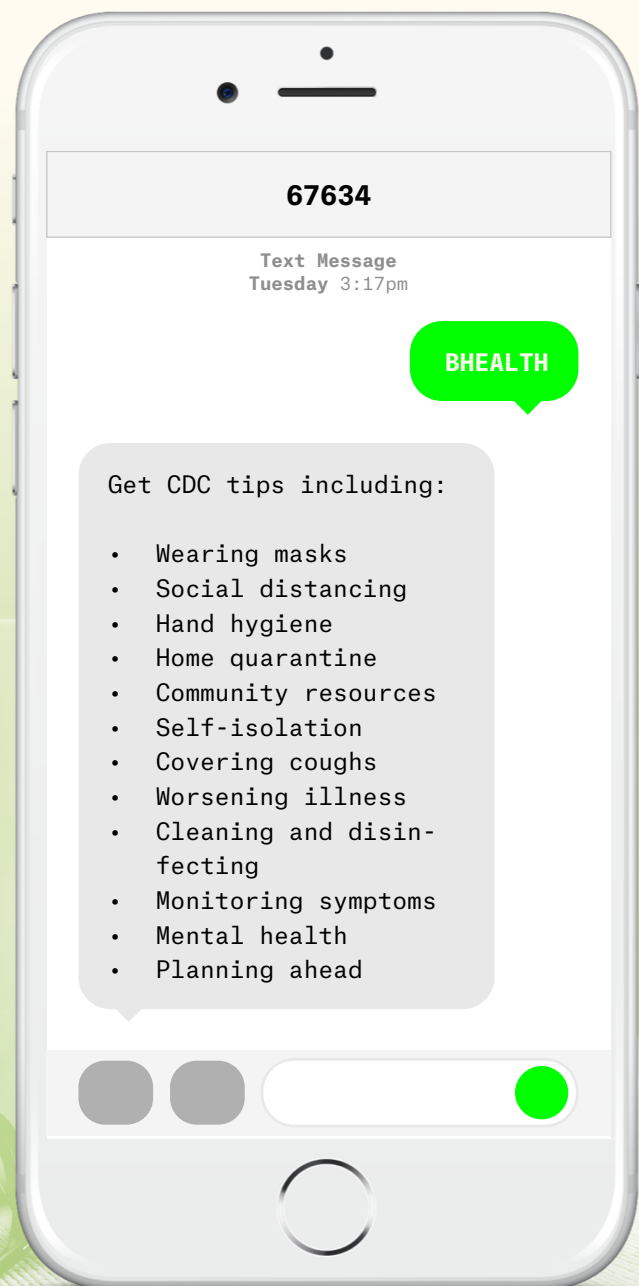 67634
Text Message
Tuesday 3:17pm
BHEALTH
Get CDC tips including:
• Wearing masks
• Social distancing
• Hand hygiene
• Home quarantine
• Community resources
• Self-isolation
• Covering coughs
• Worsening illness
• Cleaning and disin-
fecting
• Monitoring symptoms
• Mental health
• Planning ahead